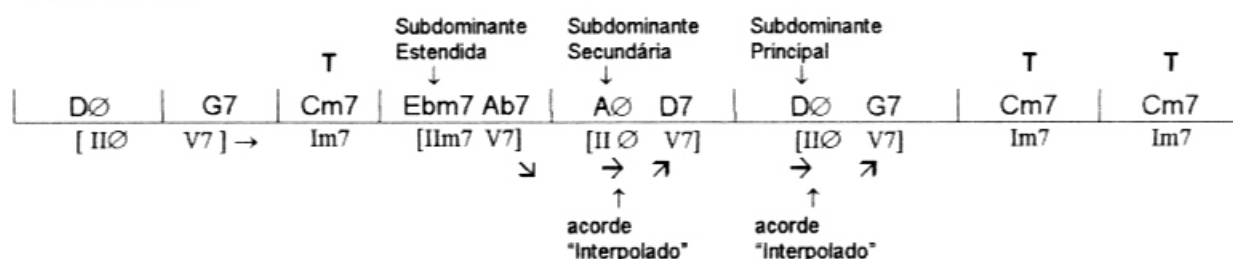 Subdominante Subdominante Subdominante
Estendida Secundária Principal
T ↓ ↓ ↓ T T
DØ G7 Cm7 Ebm7 Ab7 AØ D7 DØ G7 Cm7 Cm7
[ IIØ V7 ] → Im7 [IIm7 V7] [II Ø V7] [IIØ V7] Im7 Im7
↘ → ↗ → ↗
↑ ↑
acorde acorde
"Interpolado" "Interpolado"